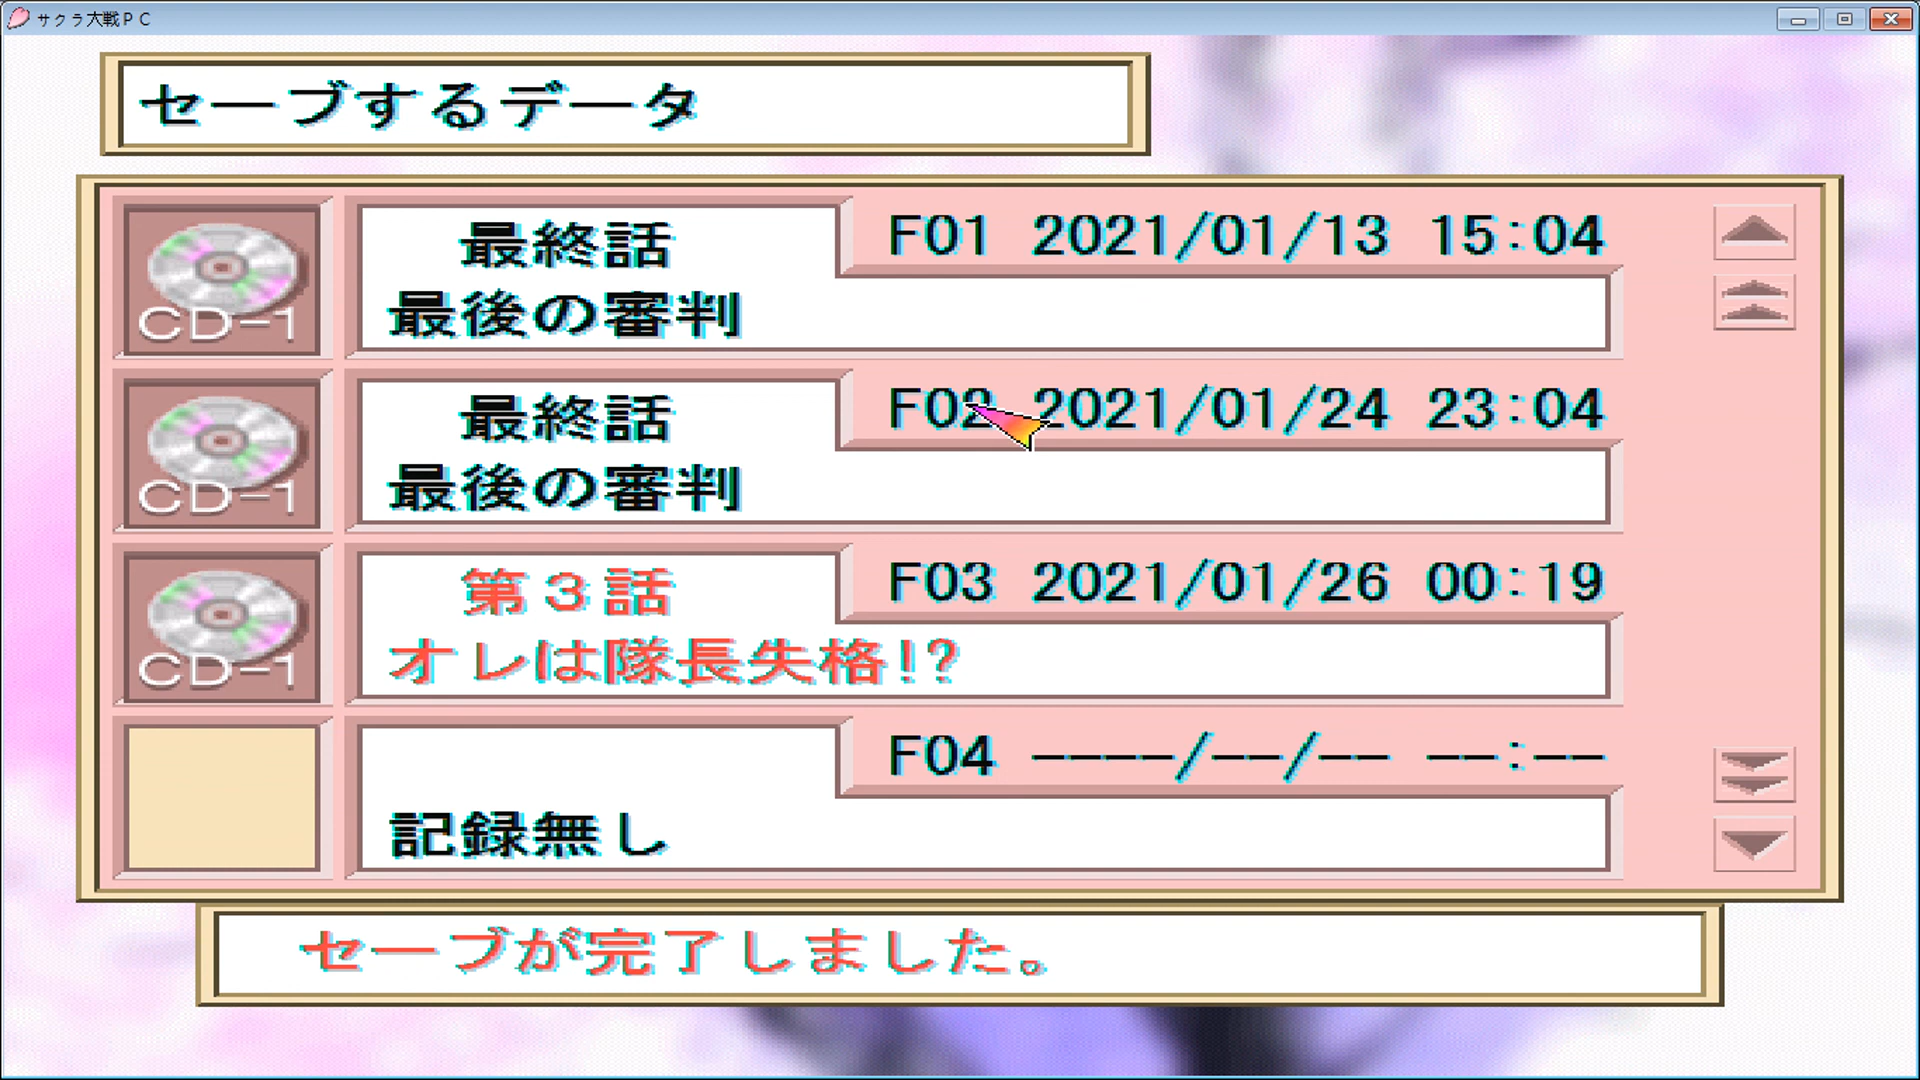 サクラ大戦ＰＣ
セーブするデータ
最終話
F01 2021/01/13 15:04
CD-1
最後の審判
最終話
F02 2021/01/24 23:04
CD-1
最後の審判
第３話
F03 2021/01/26 00:19
CD-1
オレは隊長失格!?
F04 ----/--/-- --:--
記録無し
セーブが完了しました。